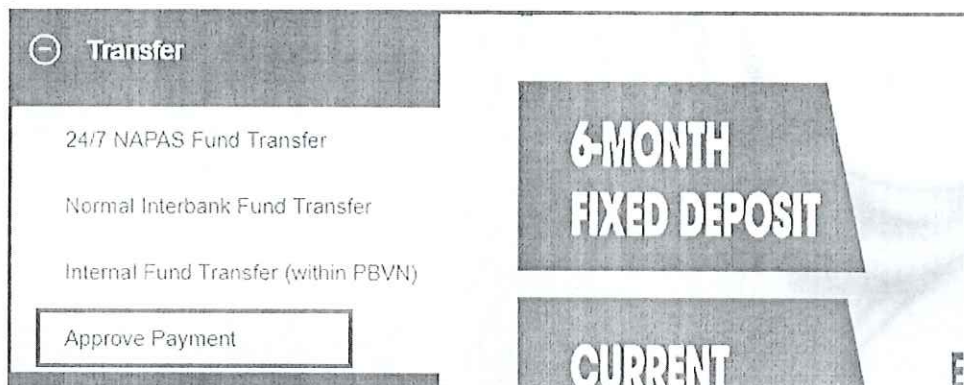 Transfer
24/7 NAPAS Fund Transfer
Normal Interbank Fund Transfer
Internal Fund Transfer (within PBVN)
Approve Payment
6-MONTH
FIXED DEPOSIT
CURRENT